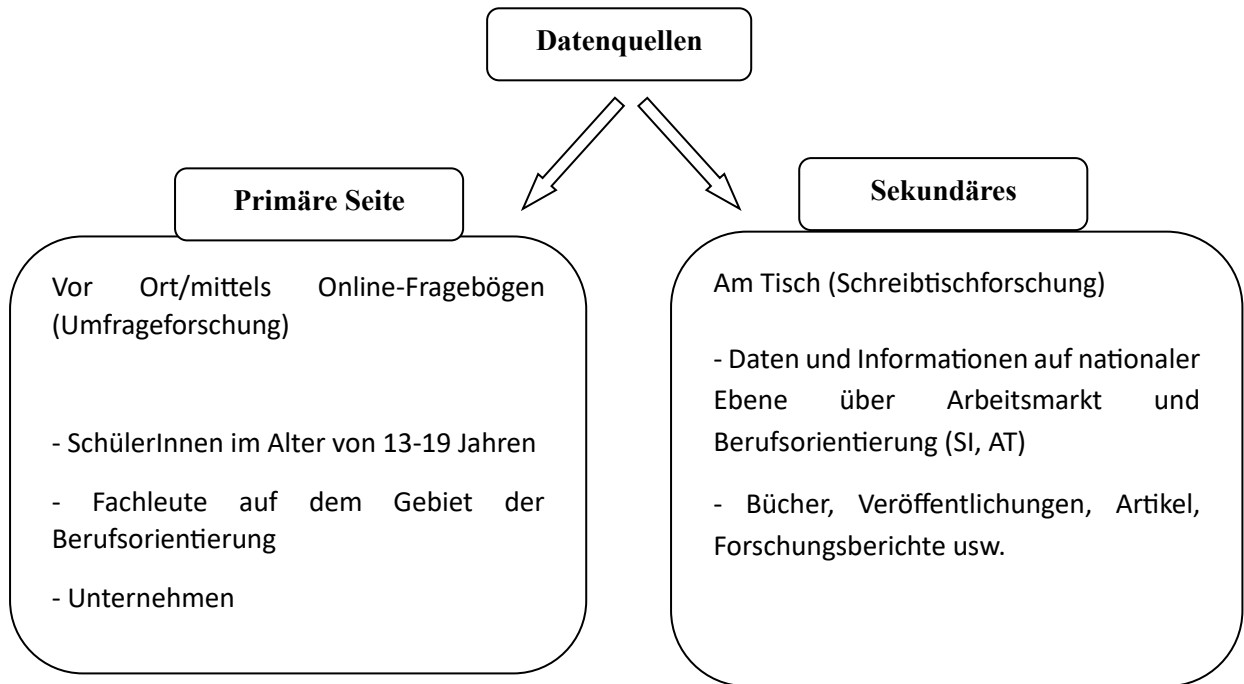 Datenquellen
Primäre Seite
Vor Ort/mittels Online-Fragebögen
(Umfrageforschung)
- SchülerInnen im Alter von 13-19 Jahren
- Fachleute auf dem Gebiet der
Berufsorientierung
- Unternehmen
Sekundäres
Am Tisch (Schreibtischforschung)
- Daten und Informationen auf nationaler
Ebene über Arbeitsmarkt und
Berufsorientierung (SI, AT)
- Bücher, Veröffentlichungen, Artikel,
Forschungsberichte usw.